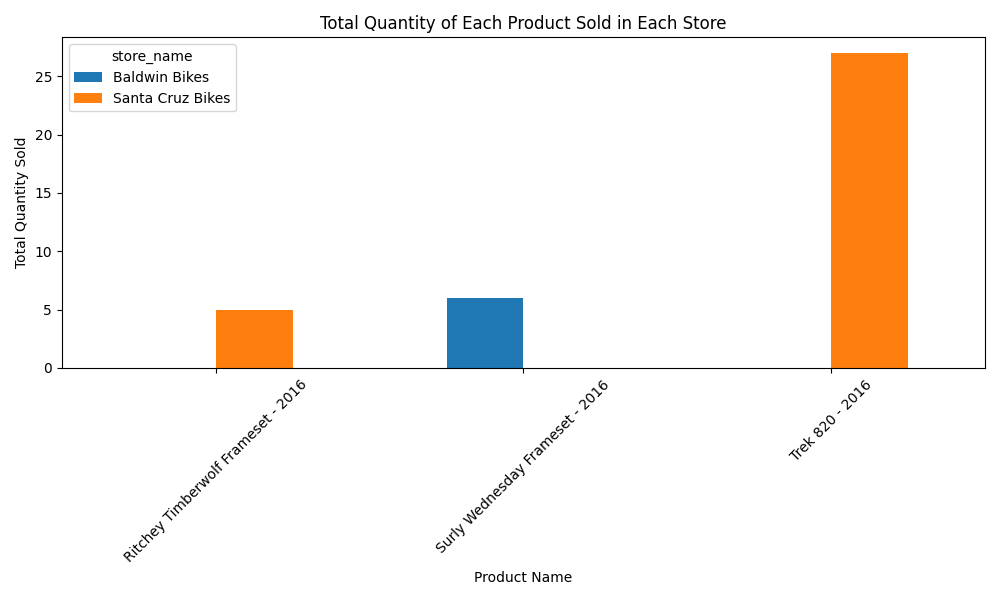 Total Quantity of Each Product Sold in Each Store
store_name
Baldwin Bikes
Santa Cruz Bikes
Total Quantity Sold
25
20
15
10
5
0
Ritchey Timberwolf Frameset - 2016
Surly Wednesday Frameset - 2016
Trek 820 - 2016
Product Name